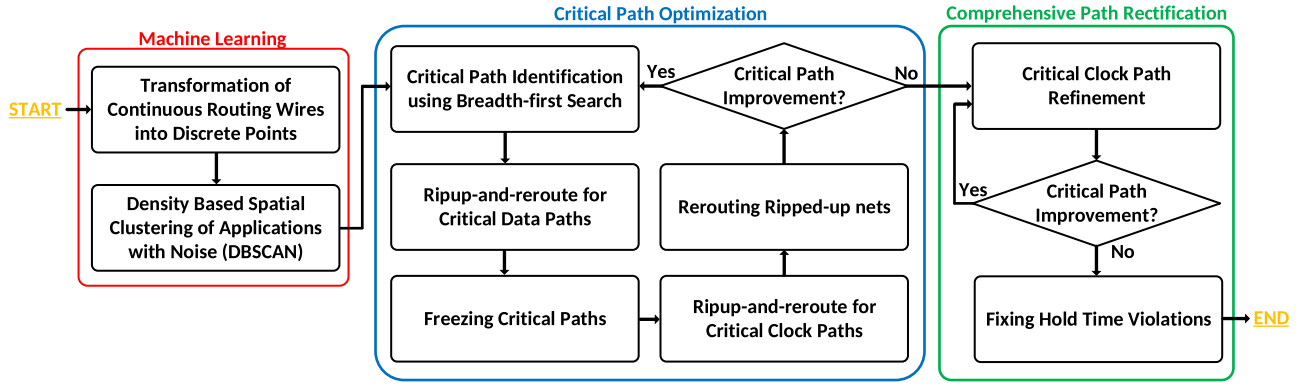 START
Machine Learning
Transformation of
Continuous Routing Wires
into Discrete Points
Density Based Spatial
Clustering of Applications
with Noise (DBSCAN)
Critical Path Optimization
Critical Path Identification
using Breadth-first Search
Ripup-and-reroute for
Critical Data Paths
Freezing Critical Paths
Ripup-and-reroute for
Critical Clock Paths
Rerouting Ripped-up nets
Critical Path
Improvement?
Yes
No
Comprehensive Path Rectification
Critical Clock Path
Refinement
Critical Path
Improvement?
Yes
No
Fixing Hold Time Violations
END